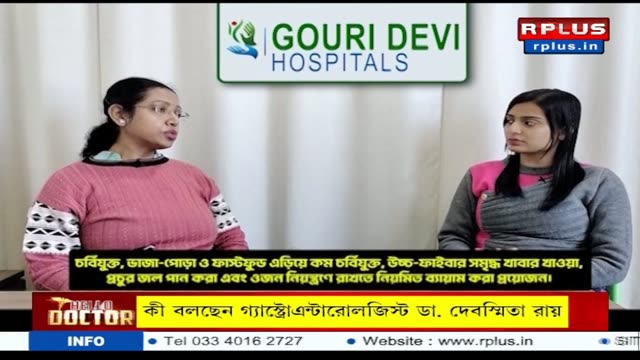 GOURI DEVI
HOSPITALS
RPLUS
rplus.in
চর্বিযুক্ত, ভাজা-পোড়া ও ফাস্টফুড এড়িয়ে কম চর্বিযুক্ত, উচ্চ-ফাইবার সমৃদ্ধ খাবার খাওয়া,
প্রচুর জল পান করা এবং ওজন নিয়ন্ত্রণে রাখতে নিয়মিত ব্যায়াম করা প্রয়োজন।
HELLO
DOCTOR
কী বলছেন গ্যাস্ট্রোএন্টারোলজিস্ট ডা. দেবস্মিতা রায়
INFO
Tel : 033 4016 2727
Website : www.rplus.in